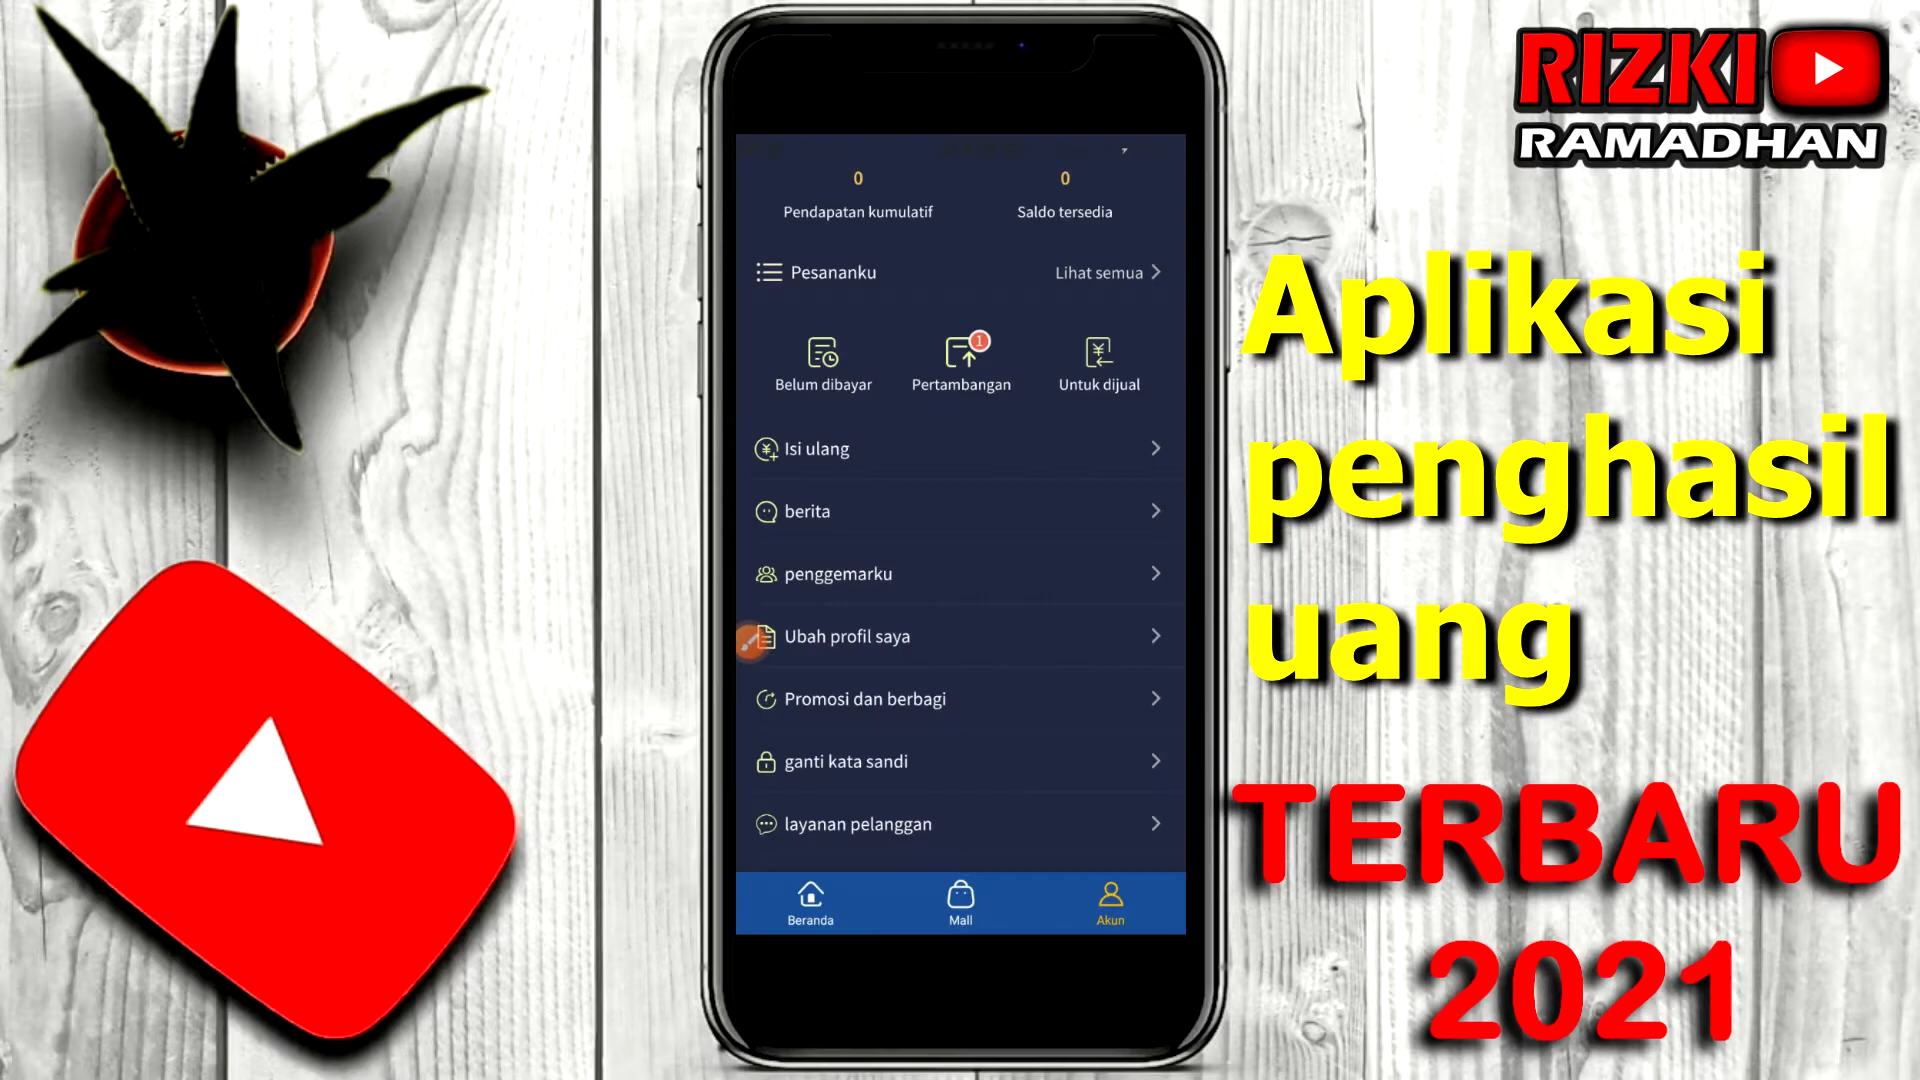 RIZKI
RAMADHAN
0
0
Pendapatan kumulatif
Saldo tersedia
Pesananku
Lihat semua
1
Belum dibayar
Pertambangan
Untuk dijual
Isi ulang
berita
penggemarku
Ubah profil saya
Promosi dan berbagi
ganti kata sandi
layanan pelanggan
Beranda
Mall
Akun
Aplikasi
penghasil
uang
TERBARU
2021